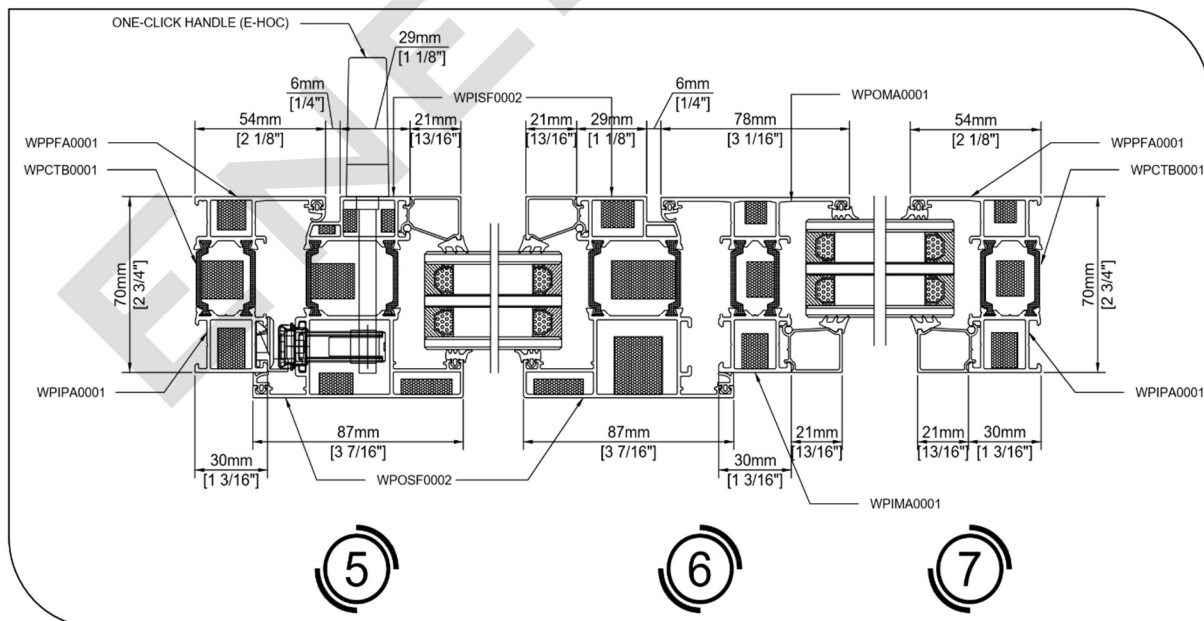 ONE-CLICK HANDLE (E-HOC)
29mm
[1 1/8"]
6mm
[1/4"]
WPISF0002
6mm
[1/4"]
WPOMA0001
54mm
[2 1/8"]
21mm
[13/16"]
21mm
[13/16"]
29mm
[1 1/8"]
78mm
[3 1/16"]
54mm
[2 1/8"]
WPPFA0001
WPCTB0001
WPPFA0001
WPCTB0001
70mm
[2 3/4"]
70mm
[2 3/4"]
WPIPA0001
WPIPA0001
87mm
[3 7/16"]
87mm
[3 7/16"]
21mm
[13/16"]
21mm
[13/16"]
30mm
[1 3/16"]
30mm
[1 3/16"]
30mm
[1 3/16"]
WPOSF0002
WPIMA0001
5
6
7